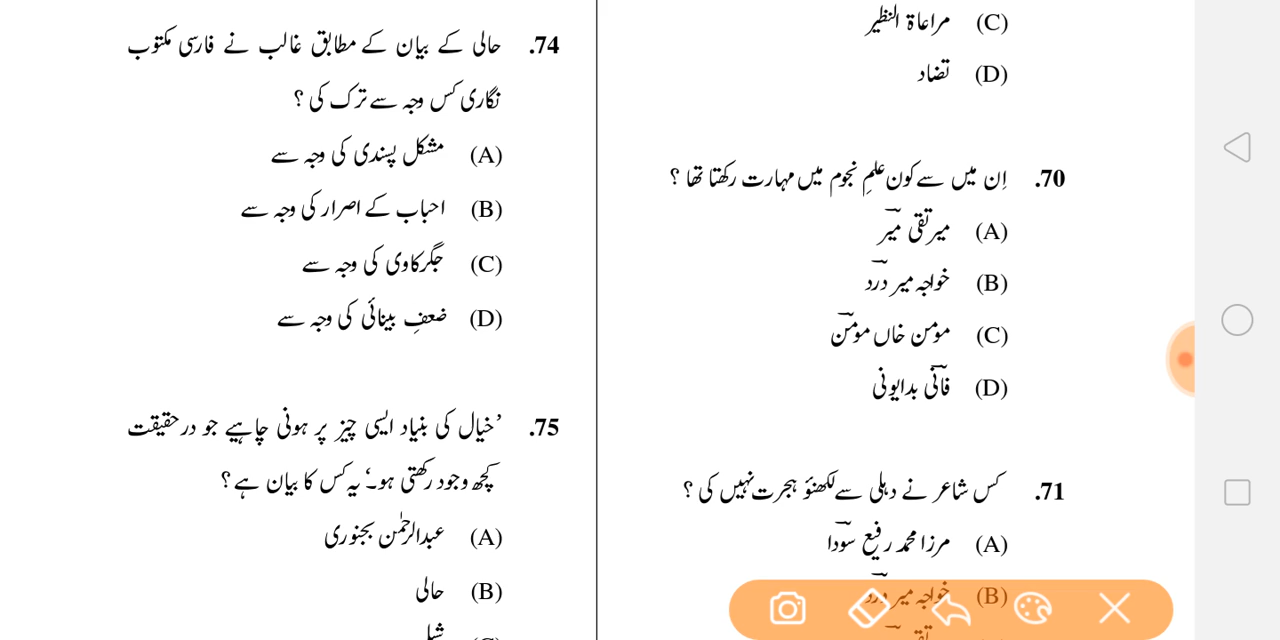 (C) مراعاة النظیر
(D) تضاد
70. اِن میں سے کون علمِ نجوم میں مہارت رکھتا تھا ؟
(A) میر تقی میرؔ
(B) خواجہ میر دردؔ
(C) مومن خاں مومنؔ
(D) فانیؔ بدایونی
71. کس شاعر نے دہلی سے لکھنؤ ہجرت نہیں کی ؟
(A) مرزا محمد رفیع سوداؔ
(B) خواجہ میر دردؔ
74. حالی کے بیان کے مطابق غالب نے فارسی مکتوب
نگاری کس وجہ سے ترک کی ؟
(A) مشکل پسندی کی وجہ سے
(B) احباب کے اصرار کی وجہ سے
(C) جگرکاوی کی وجہ سے
(D) ضعفِ بینائی کی وجہ سے
75. ’خیال کی بنیاد ایسی چیز پر ہونی چاہیے جو درحقیقت
کچھ وجود رکھتی ہو۔‘ یہ کس کا بیان ہے ؟
(A) عبدالرحمٰن بجنوری
(B) حالی